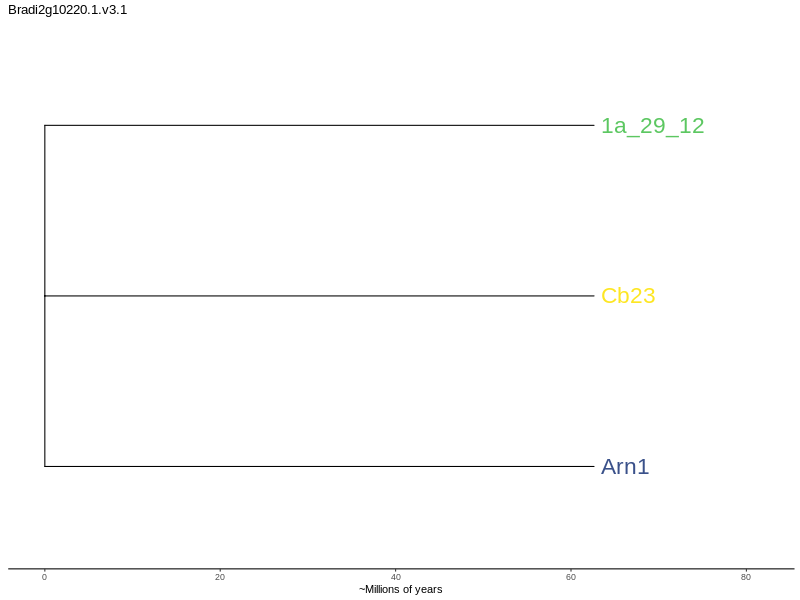 Bradi2g10220.1.v3.1
1a_29_12
Cb23
Arn1
0 20 40 60 80
~Millions of years